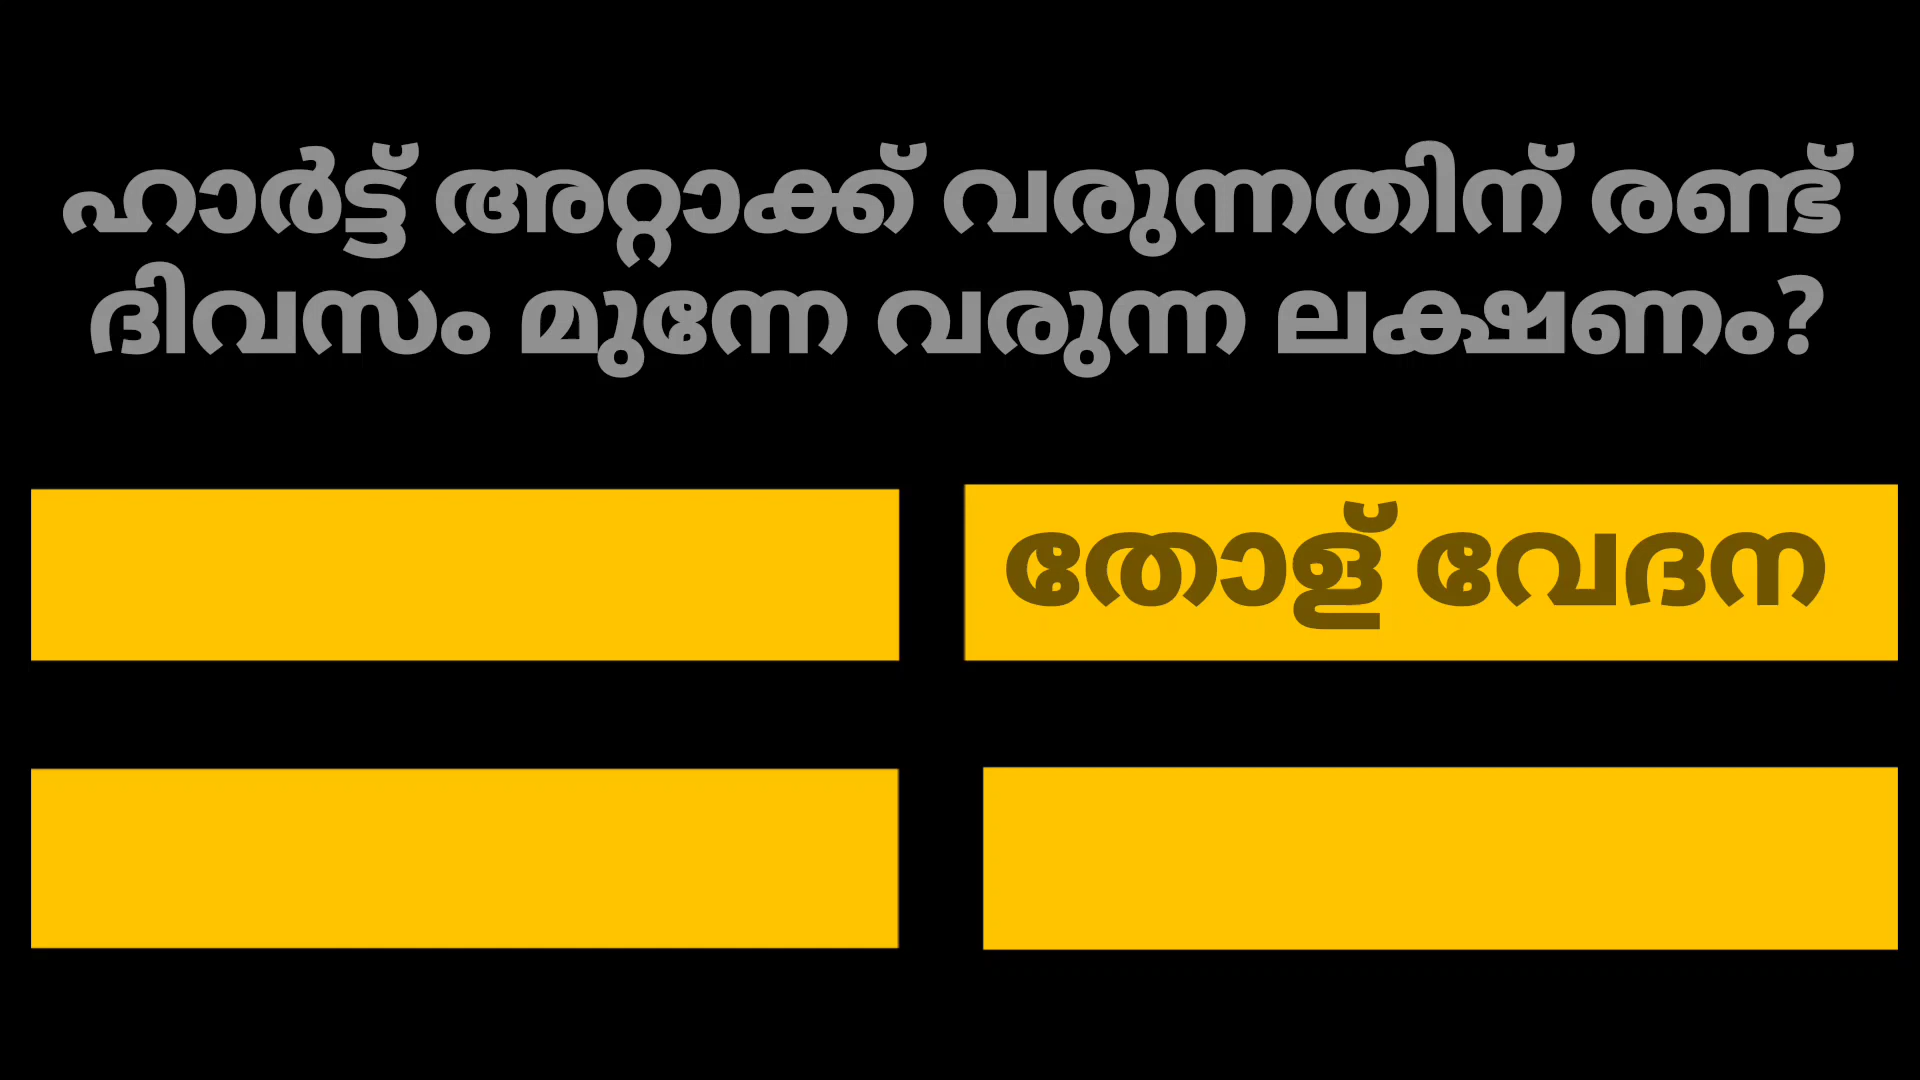 ഹാർട്ട് അറ്റാക്ക് വരുന്നതിന് രണ്ട്
ദിവസം മുന്നേ വരുന്ന ലക്ഷണം?
തോള് വേദന